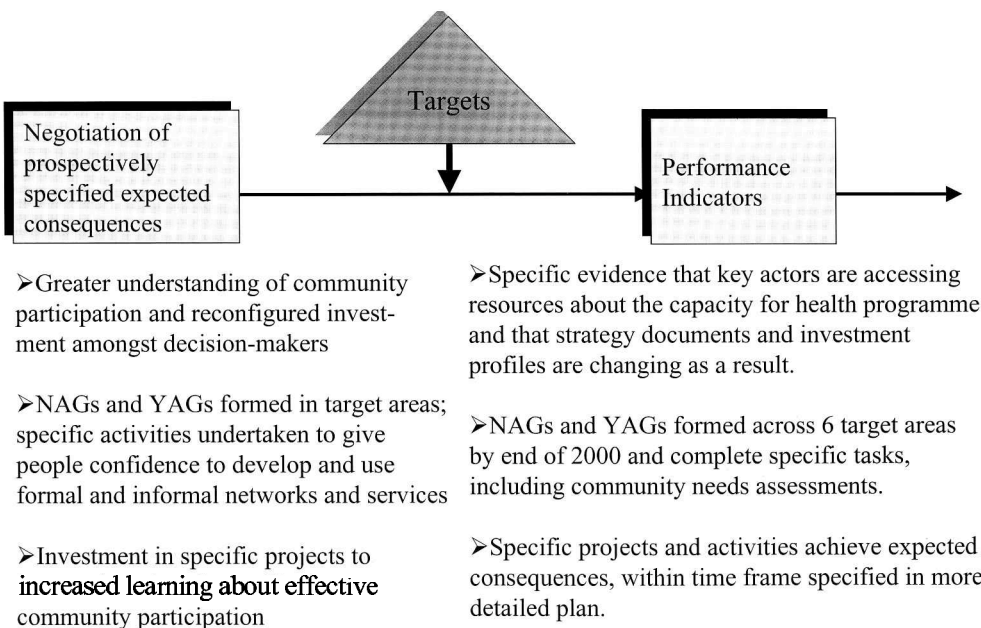 Targets
Negotiation of
prospectively
specified expected
consequences
Performance
Indicators
➢Greater understanding of community
participation and reconfigured invest-
ment amongst decision-makers
➢NAGs and YAGs formed in target areas;
specific activities undertaken to give
people confidence to develop and use
formal and informal networks and services
➢Investment in specific projects to
increased learning about effective
community participation
➢Specific evidence that key actors are accessing
resources about the capacity for health programme
and that strategy documents and investment
profiles are changing as a result.
➢NAGs and YAGs formed across 6 target areas
by end of 2000 and complete specific tasks,
including community needs assessments.
➢Specific projects and activities achieve expected
consequences, within time frame specified in more
detailed plan.